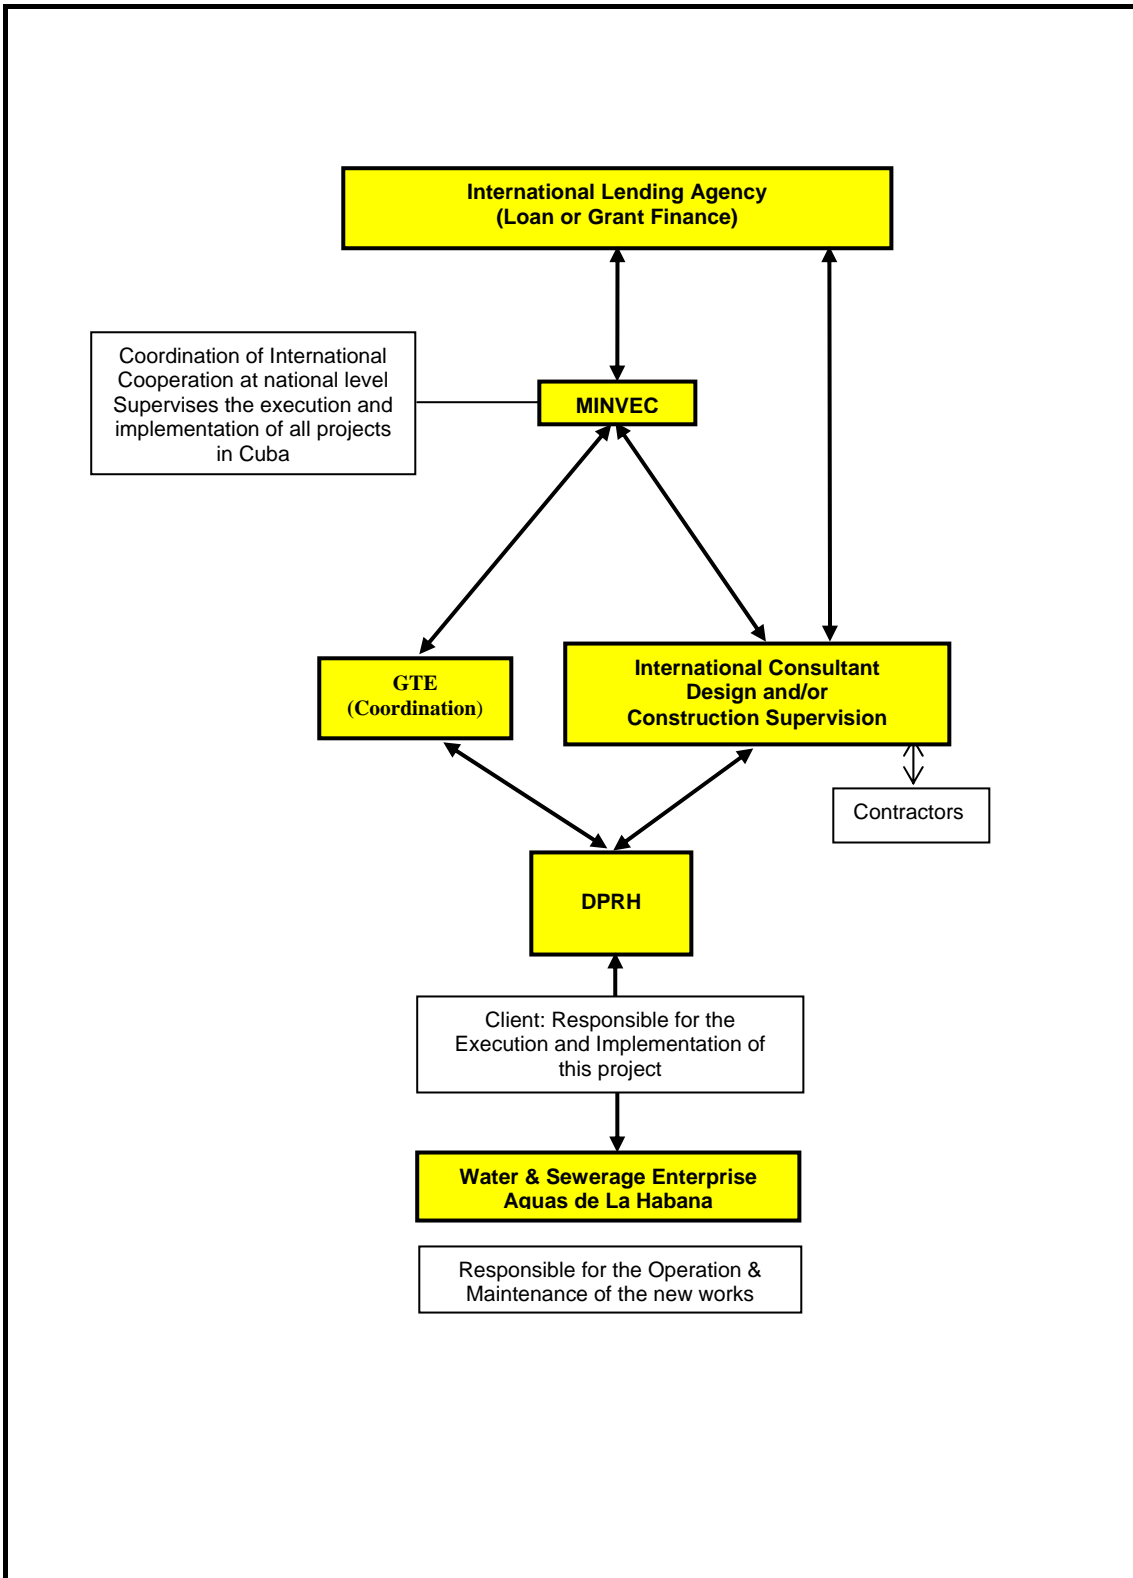 International Lending Agency
(Loan or Grant Finance)
Coordination of International
Cooperation at national level
Supervises the execution and
implementation of all projects
in Cuba
MINVEC
GTE
(Coordination)
International Consultant
Design and/or
Construction Supervision
Contractors
DPRH
Client: Responsible for the
Execution and Implementation of
this project
Water & Sewerage Enterprise
Aguas de La Habana
Responsible for the Operation &
Maintenance of the new works